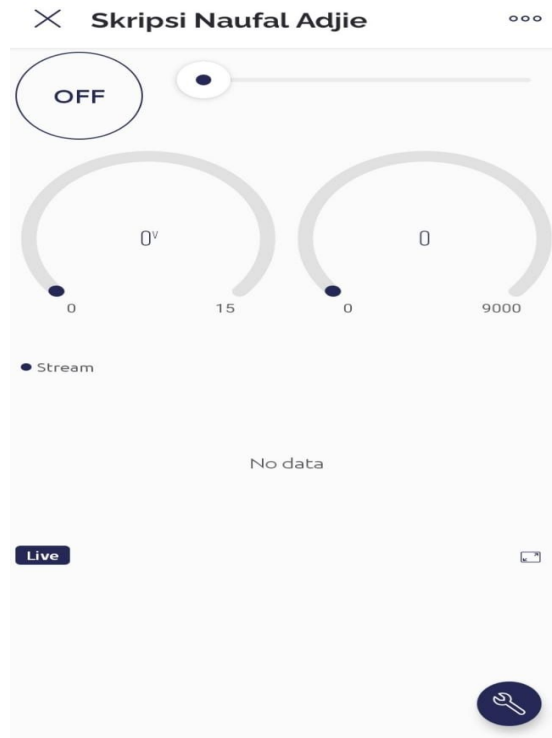 Skripsi Naufal Adjie
OFF
0V
0
0 15
0 9000
Stream
No data
Live